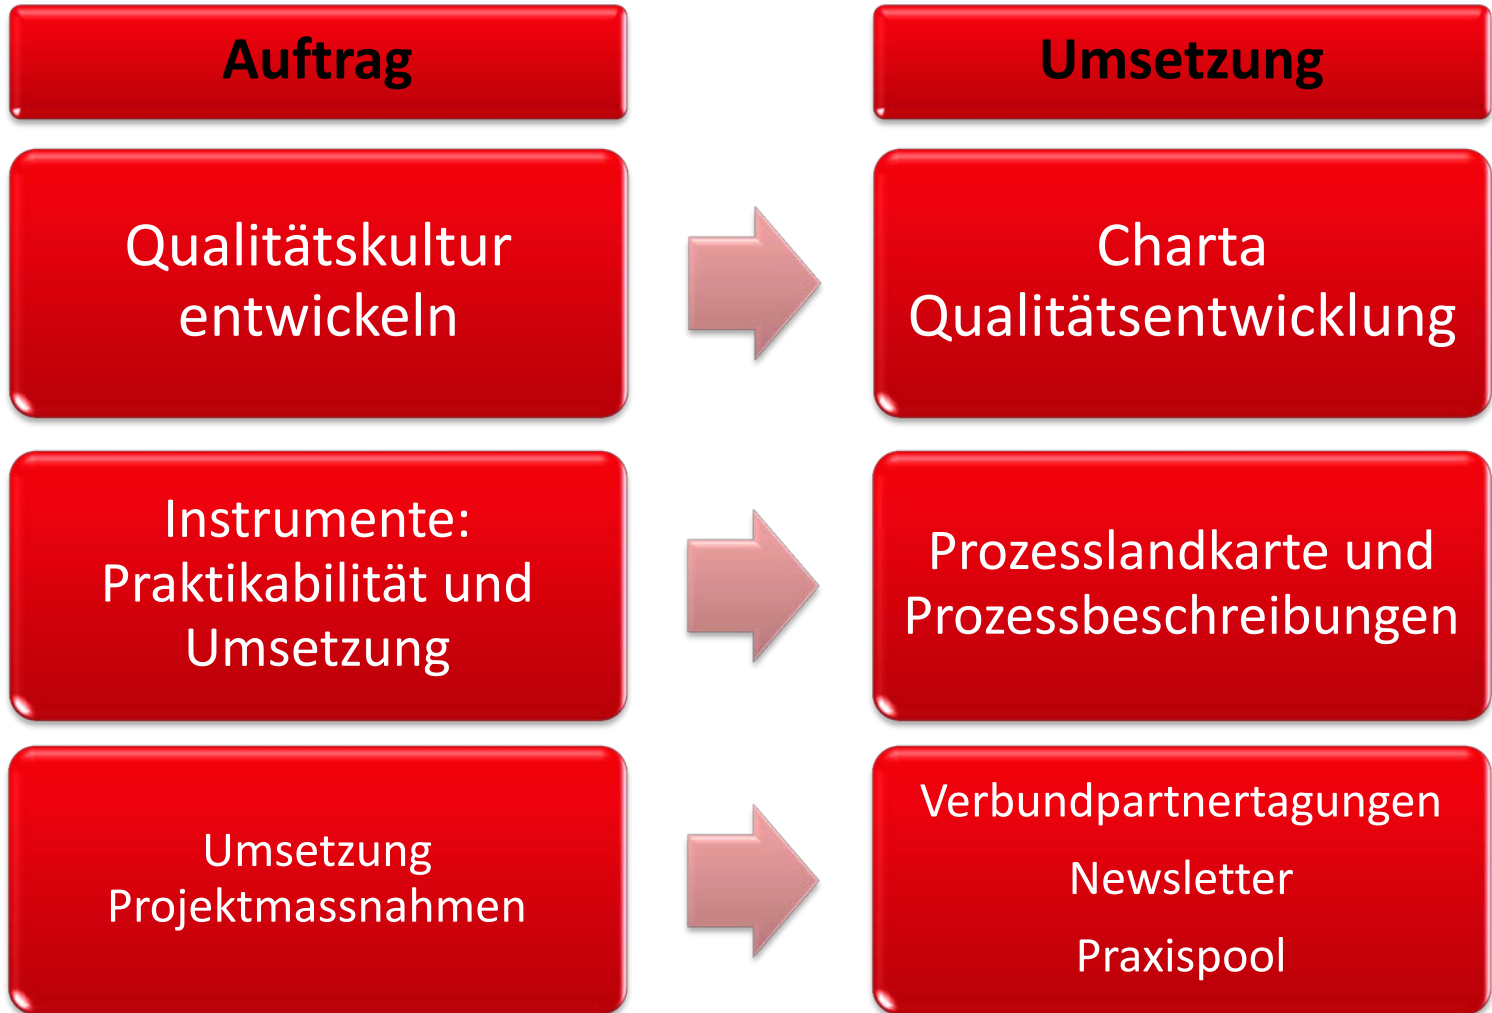 Auftrag
Umsetzung
Qualitätskultur
entwickeln
Charta
Qualitätsentwicklung
Instrumente:
Praktikabilität und
Umsetzung
Prozesslandkarte und
Prozessbeschreibungen
Umsetzung
Projektmassnahmen
Verbundpartnertagungen
Newsletter
Praxispool